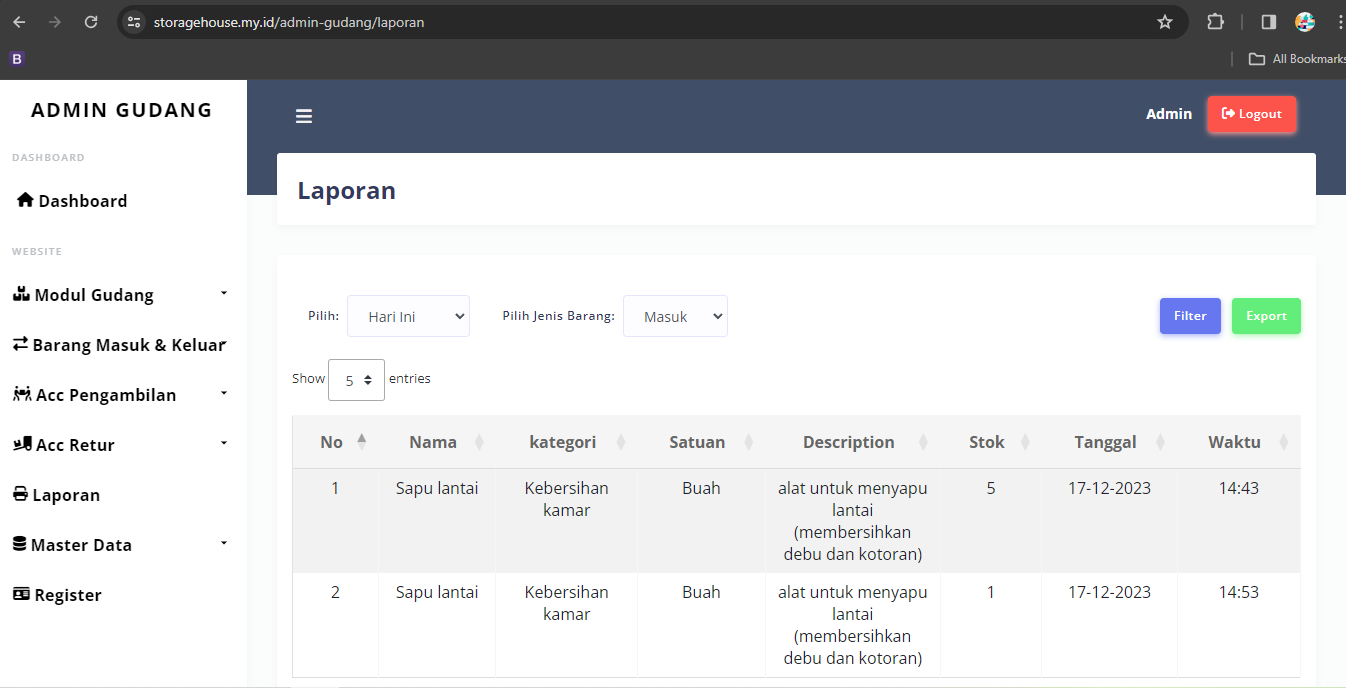 storagehouse.my.id/admin-gudang/laporan
B
All Bookmarks
ADMIN GUDANG
DASHBOARD
Dashboard
WEBSITE
Modul Gudang
Barang Masuk & Keluar
Acc Pengambilan
Acc Retur
Laporan
Master Data
Register
Admin
Logout
Laporan
Pilih: Hari Ini Pilih Jenis Barang: Masuk Filter Export
Show 5 entries
No Nama kategori Satuan Description Stok Tanggal Waktu
1 Sapu lantai Kebersihan Buah alat untuk menyapu 5 17-12-2023 14:43
kamar lantai
(membersihkan
debu dan kotoran)
2 Sapu lantai Kebersihan Buah alat untuk menyapu 1 17-12-2023 14:53
kamar lantai
(membersihkan
debu dan kotoran)